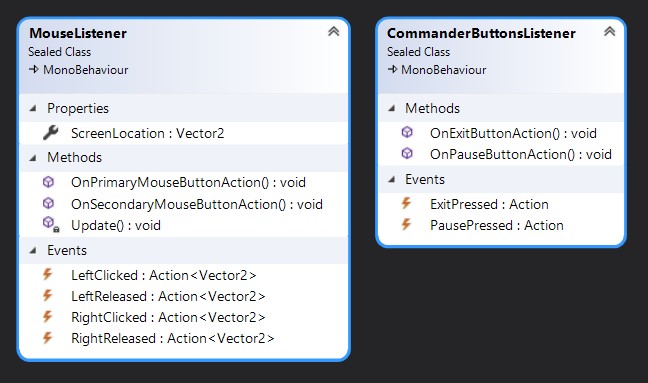 MouseListener
Sealed Class
MonoBehaviour
Properties
ScreenLocation : Vector2
Methods
OnPrimaryMouseButtonAction() : void
OnSecondaryMouseButtonAction() : void
Update() : void
Events
LeftClicked : Action<Vector2>
LeftReleased : Action<Vector2>
RightClicked : Action<Vector2>
RightReleased : Action<Vector2>
CommanderButtonsListener
Sealed Class
MonoBehaviour
Methods
OnExitButtonAction() : void
OnPauseButtonAction() : void
Events
ExitPressed : Action
PausePressed : Action